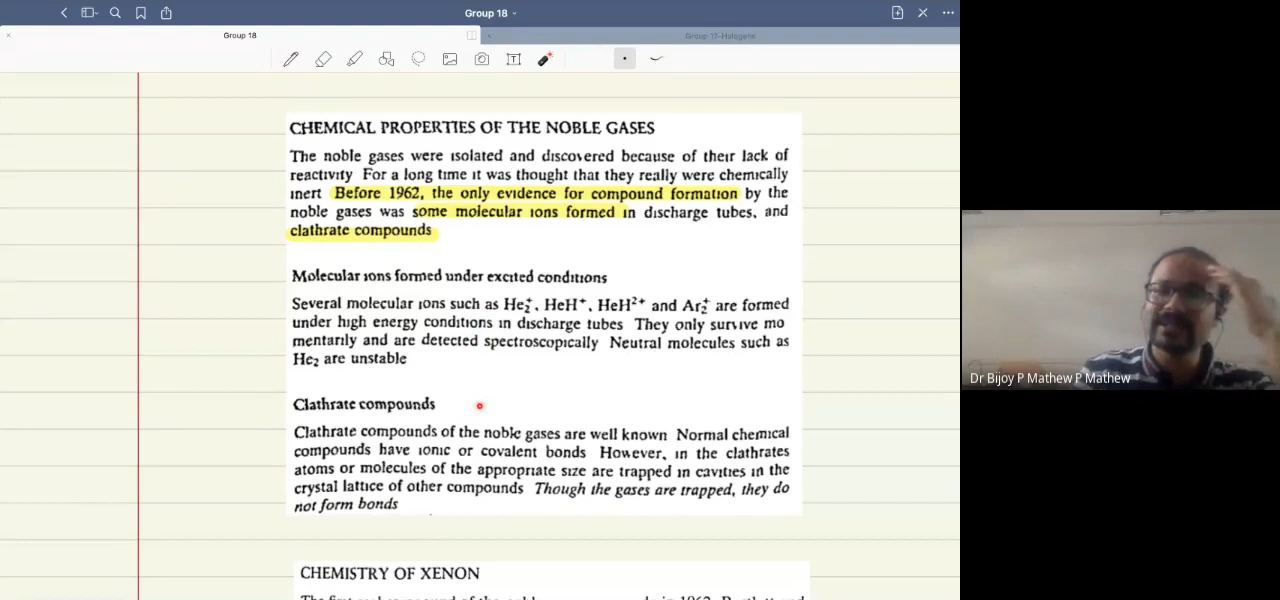 Group 18
Group 18
Group 17-Halogens
T
CHEMICAL PROPERTIES OF THE NOBLE GASES
The noble gases were isolated and discovered because of their lack of
reactivity For a long time it was thought that they really were chemically
inert Before 1962, the only evidence for compound formation by the
noble gases was some molecular ions formed in discharge tubes, and
clathrate compounds
Molecular ions formed under excited conditions
Several molecular ions such as He₂⁺, HeH⁺, HeH²⁺ and Ar₂⁺ are formed
under high energy conditions in discharge tubes They only survive mo
mentarily and are detected spectroscopically Neutral molecules such as
He₂ are unstable
Clathrate compounds
Clathrate compounds of the noble gases are well known Normal chemical
compounds have ionic or covalent bonds However, in the clathrates
atoms or molecules of the appropriate size are trapped in cavities in the
crystal lattice of other compounds Though the gases are trapped, they do
not form bonds
CHEMISTRY OF XENON
in 1962
Dr Bijoy P Mathew P Mathew